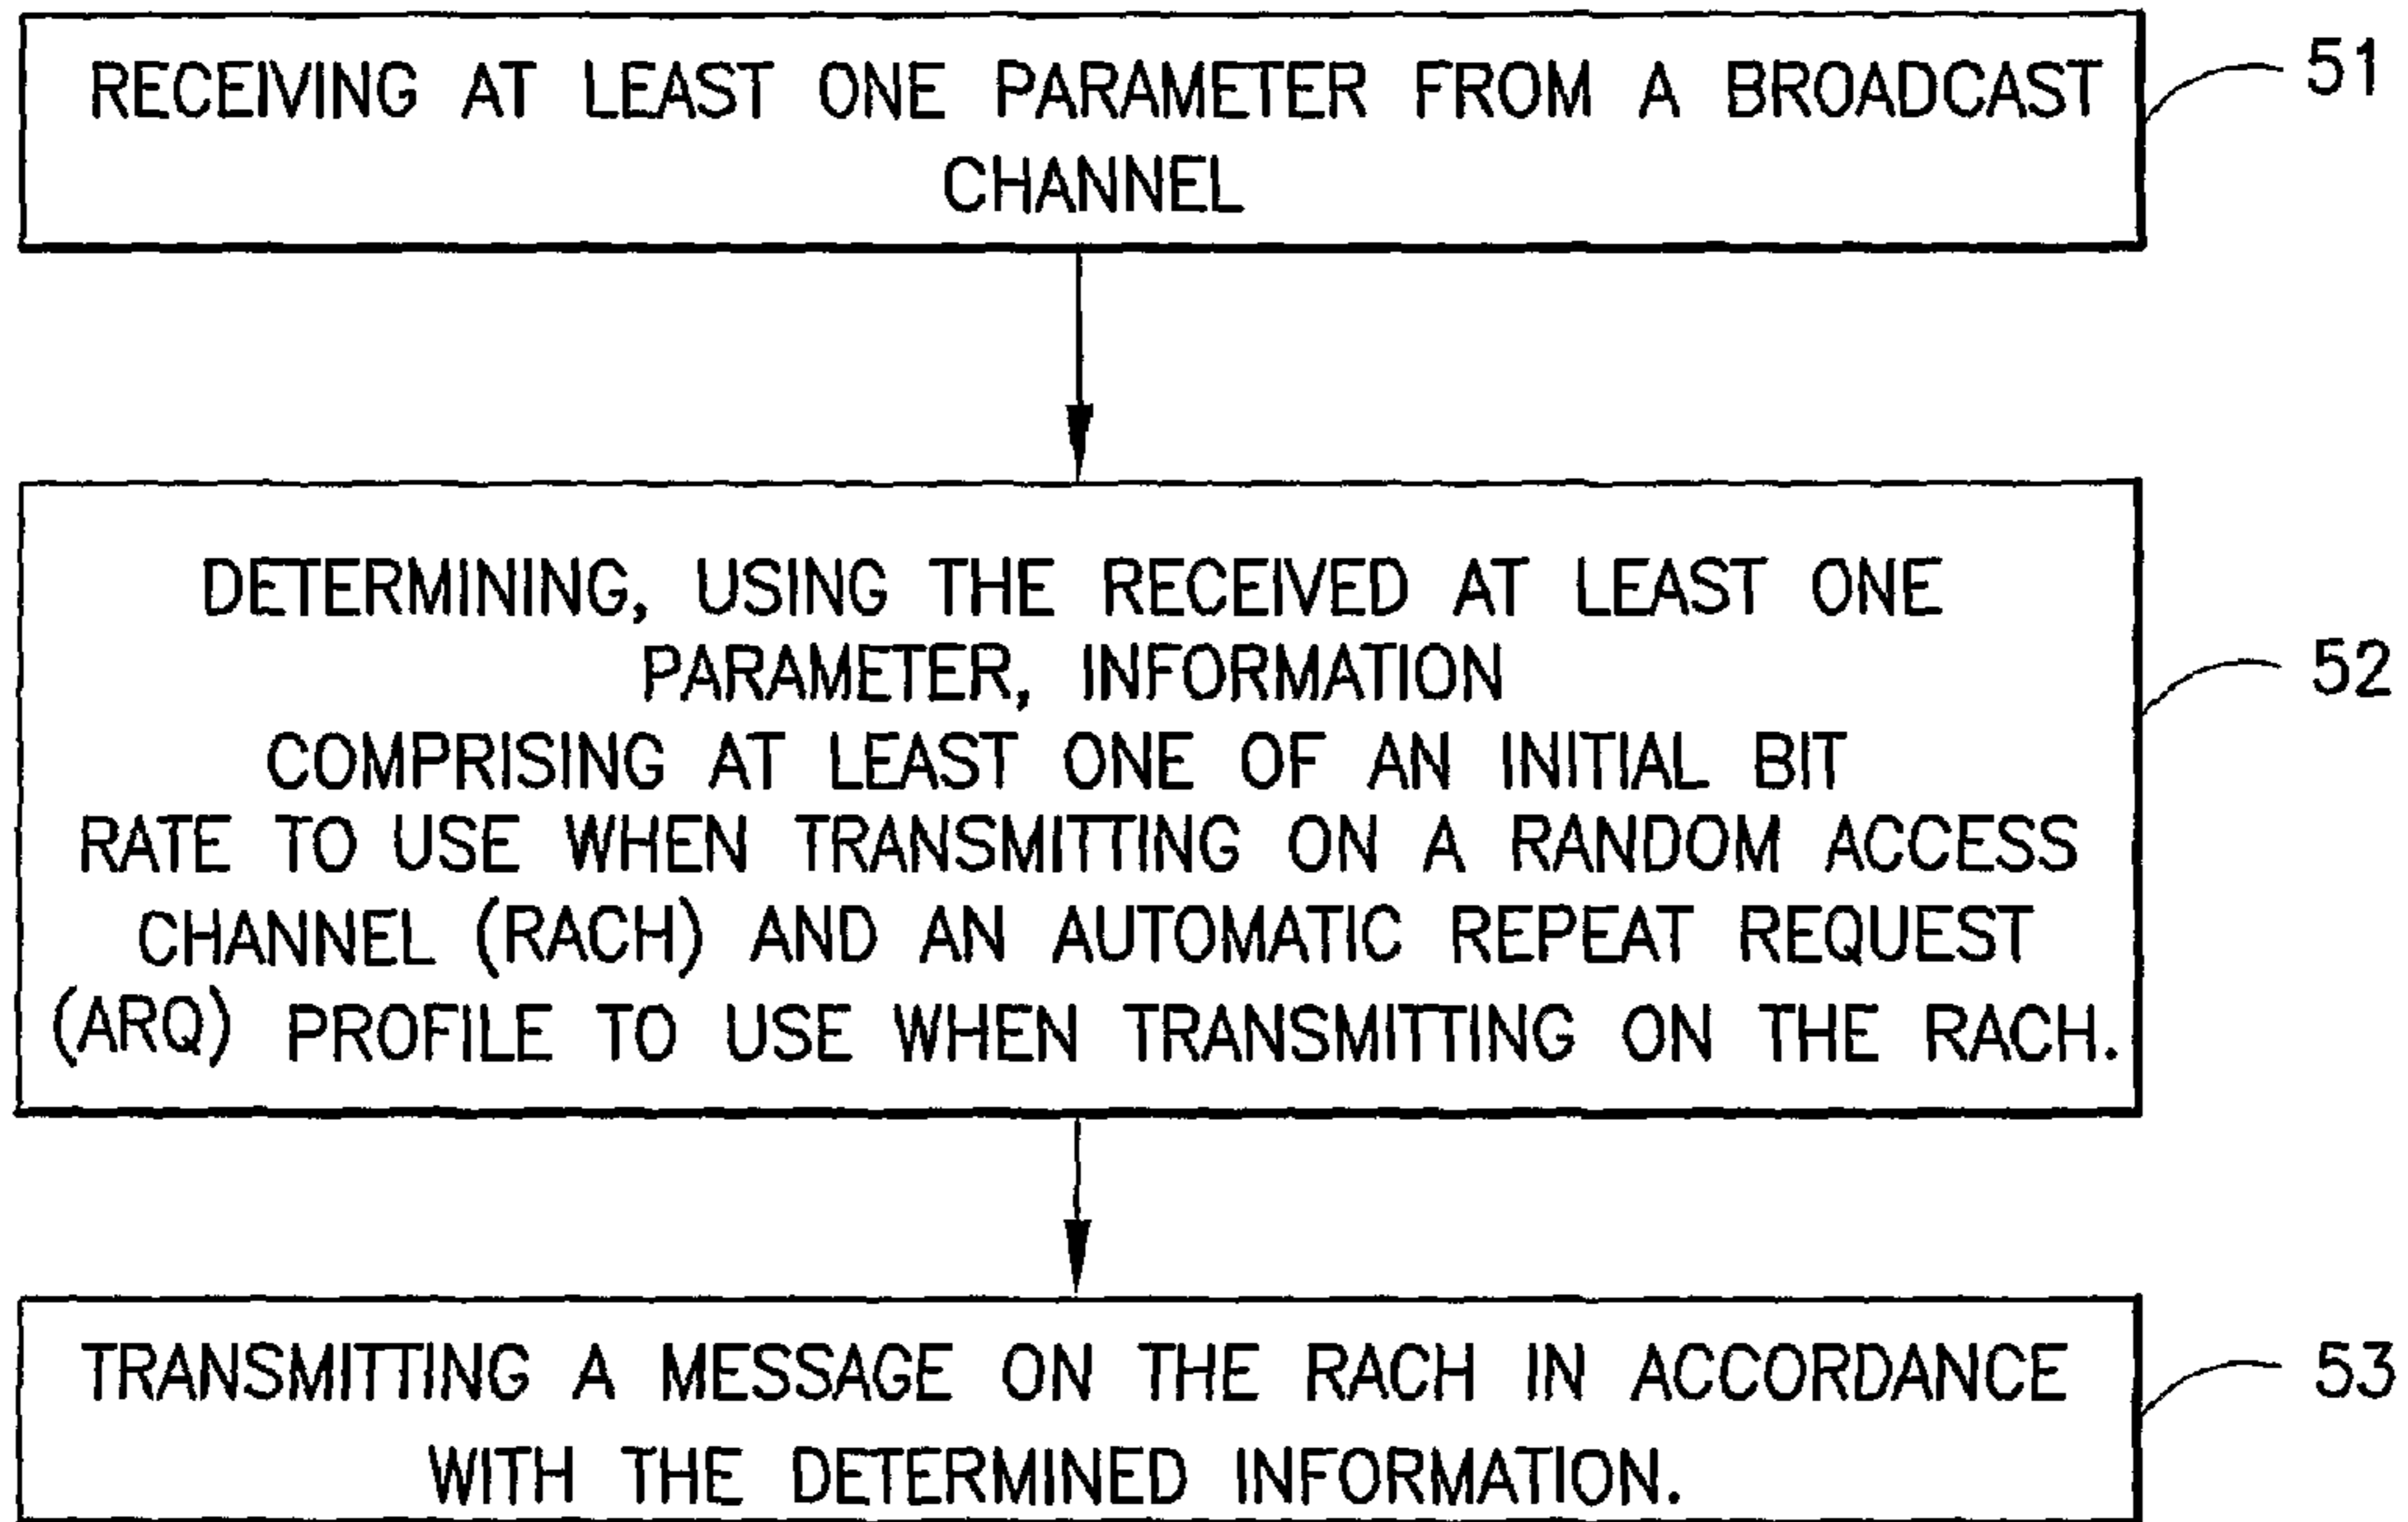 RECEIVING AT LEAST ONE PARAMETER FROM A BROADCAST
CHANNEL
51
DETERMINING, USING THE RECEIVED AT LEAST ONE
PARAMETER, INFORMATION
COMPRISING AT LEAST ONE OF AN INITIAL BIT
RATE TO USE WHEN TRANSMITTING ON A RANDOM ACCESS
CHANNEL (RACH) AND AN AUTOMATIC REPEAT REQUEST
(ARQ) PROFILE TO USE WHEN TRANSMITTING ON THE RACH.
52
TRANSMITTING A MESSAGE ON THE RACH IN ACCORDANCE
WITH THE DETERMINED INFORMATION.
53